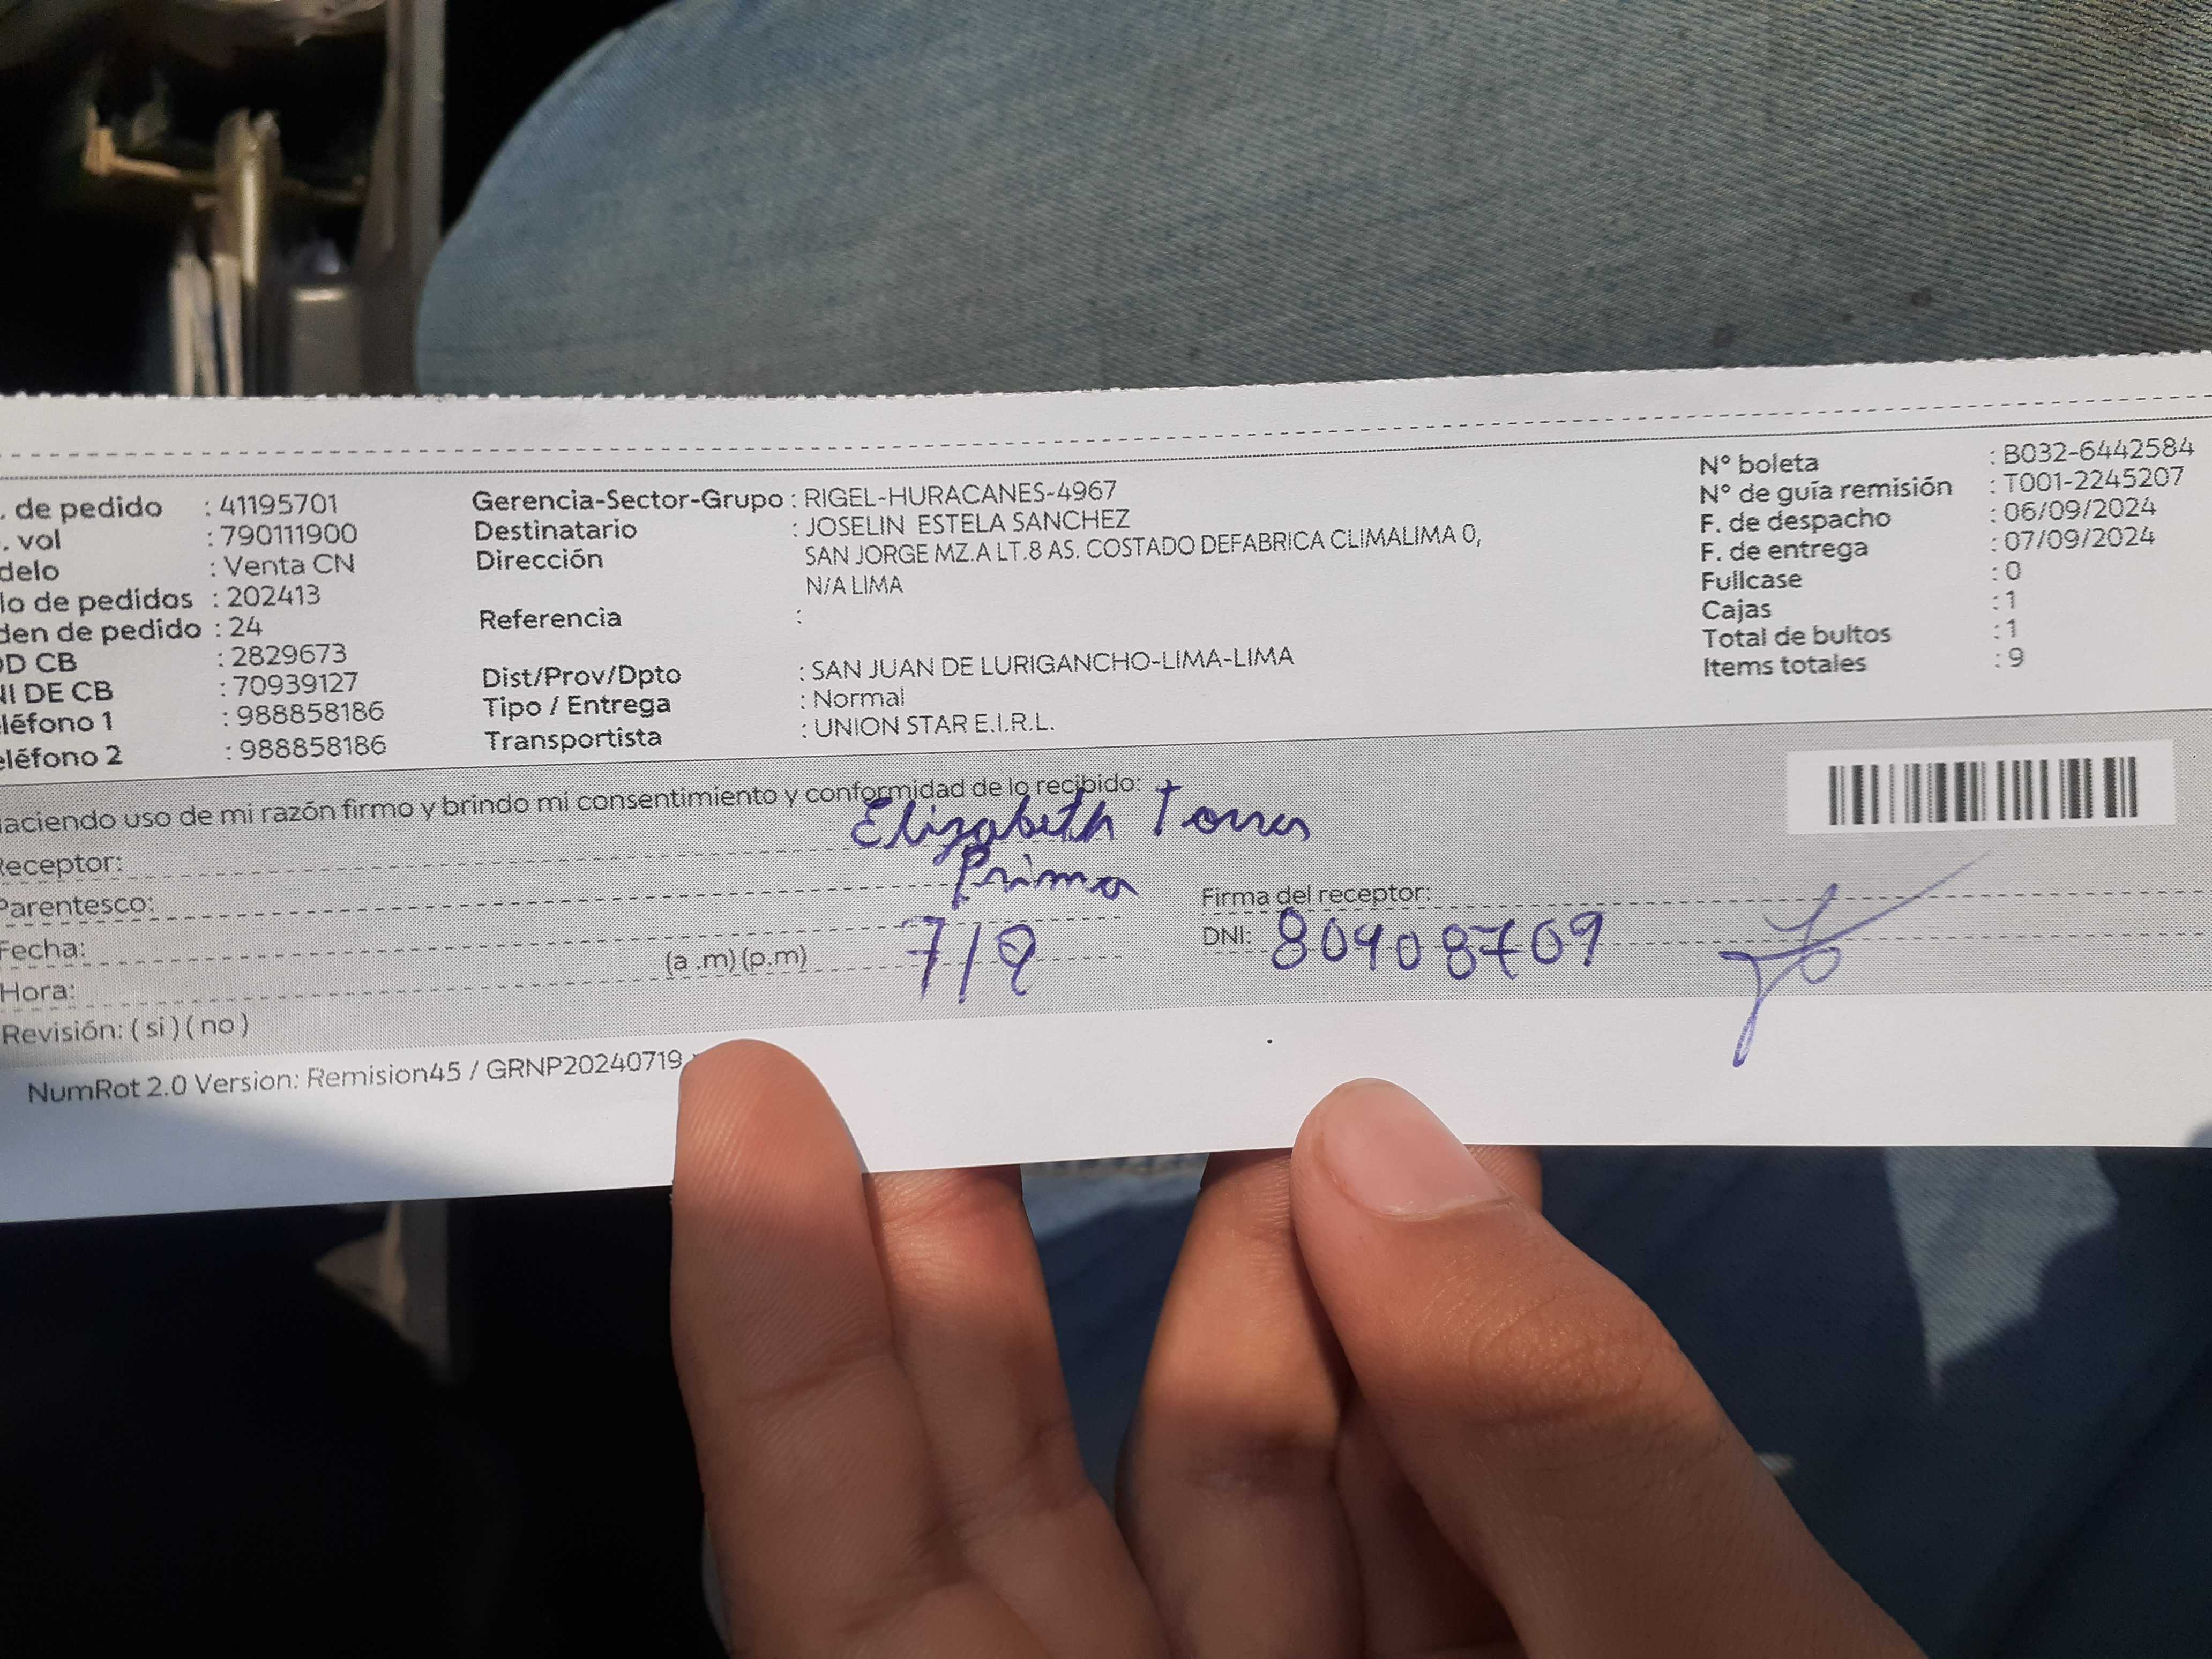 . de pedido : 41195701
. vol : 790111900
delo : Venta CN
lo de pedidos : 202413
den de pedido : 24
OD CB : 2829673
NI DE CB : 70939127
léfono 1 : 988858186
eléfono 2 : 988858186
Gerencia-Sector-Grupo : RIGEL-HURACANES-4967
Destinatario : JOSELIN ESTELA SANCHEZ
Dirección SAN JORGE MZ.A LT.8 AS. COSTADO DEFABRICA CLIMALIMA 0,
N/A LIMA
Referencia :
Dist/Prov/Dpto : SAN JUAN DE LURIGANCHO-LIMA-LIMA
Tipo / Entrega : Normal
Transportista : UNION STAR E.I.R.L.
N° boleta : B032-6442584
N° de guía remisión : T001-2245207
F. de despacho : 06/09/2024
F. de entrega : 07/09/2024
Fullcase : 0
Cajas : 1
Total de bultos : 1
Items totales : 9
Haciendo uso de mi razón firmo y brindo mi consentimiento y conformidad de lo recibido:
Receptor: Elizabeth Torres
Parentesco: Prima
Fecha: 7/9
Hora: (a .m) (p.m)
Revisión: ( si ) ( no )
Firma del receptor:
DNI: 80908709
NumRot 2.0 Version: Remision45 / GRNP20240719